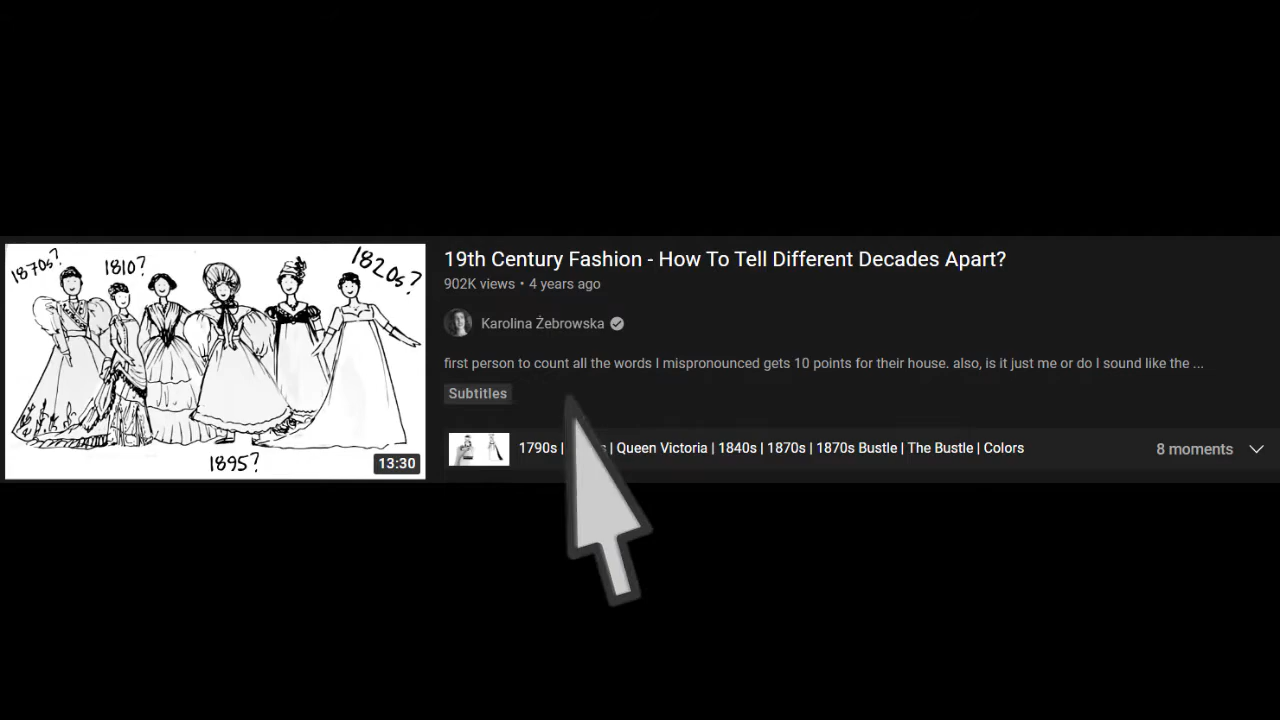 1870s?
1810?
1820s?
1895?
13:30
19th Century Fashion - How To Tell Different Decades Apart?
902K views • 4 years ago
Karolina Żebrowska
first person to count all the words I mispronounced gets 10 points for their house. also, is it just me or do I sound like the ...
Subtitles
1790s | | Queen Victoria | 1840s | 1870s | 1870s Bustle | The Bustle | Colors
8 moments